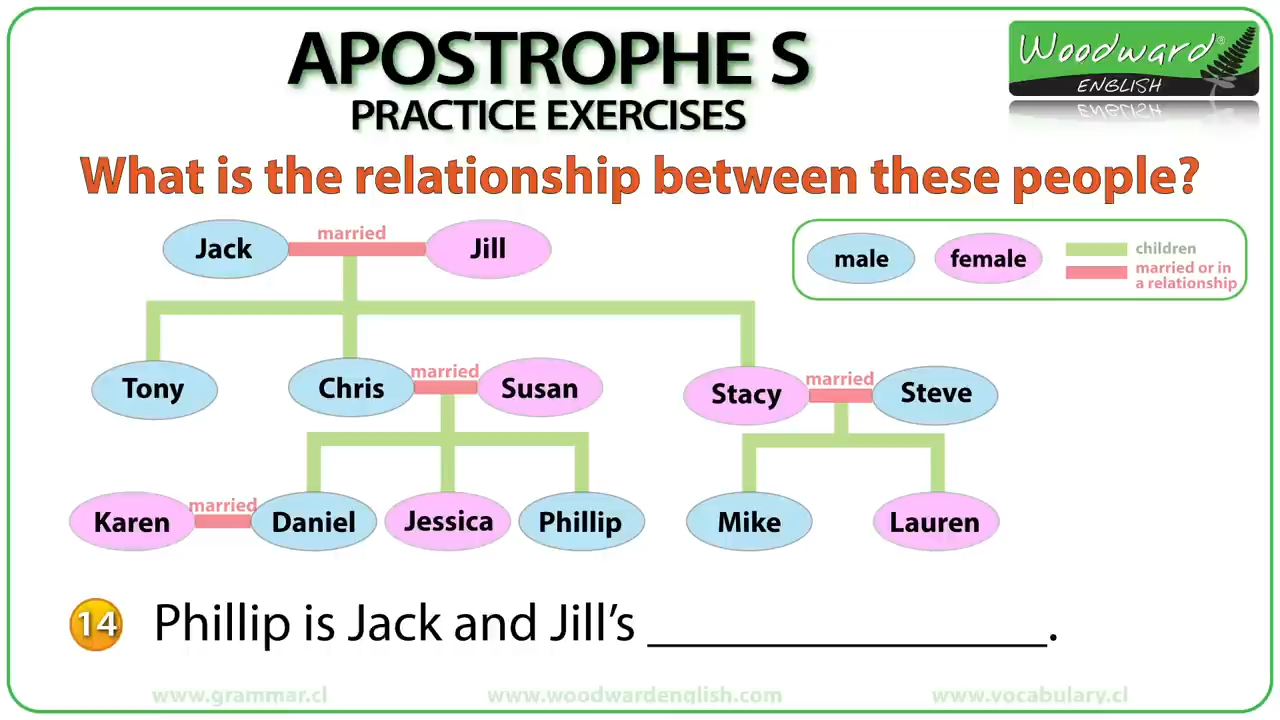 APOSTROPHE S
PRACTICE EXERCISES
Woodward®
ENGLISH
What is the relationship between these people?
Jack married Jill
male female children
married or in
a relationship
Tony Chris married Susan Stacy married Steve
Karen married Daniel Jessica Phillip Mike Lauren
14 Phillip is Jack and Jill’s ________________.
www.grammar.cl www.woodwardenglish.com www.vocabulary.cl